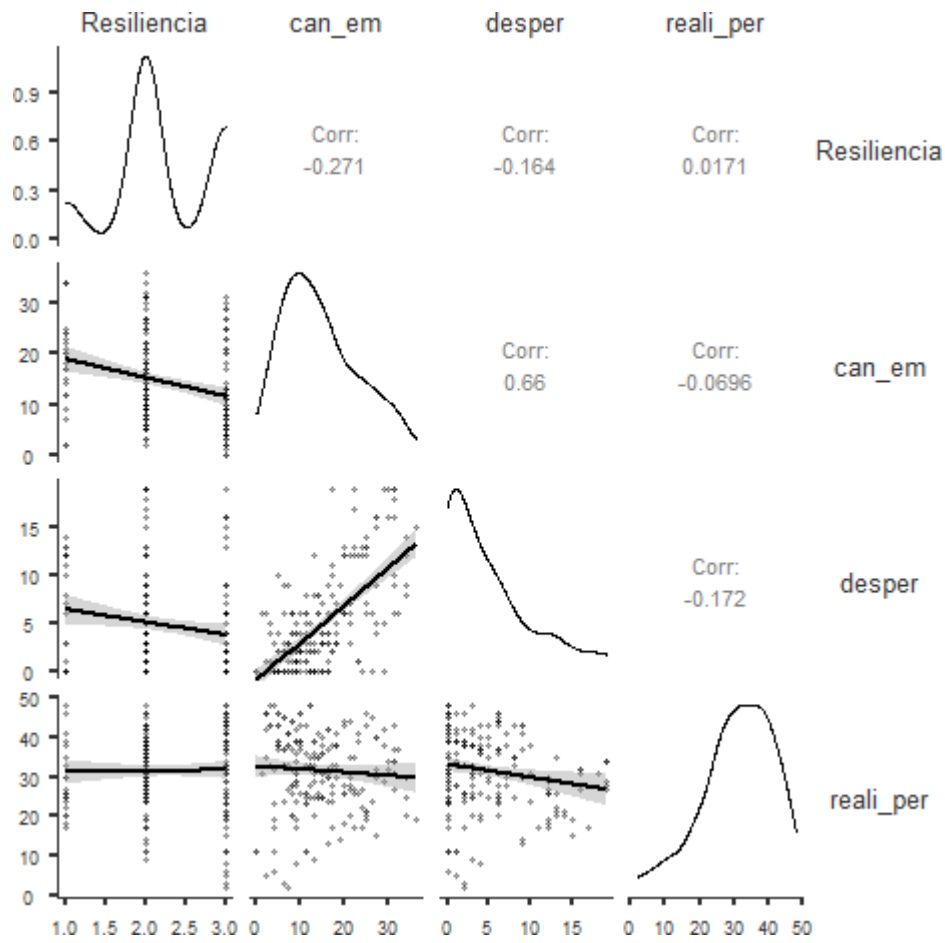 Resiliencia can_em desper reali_per
0.9
0.6
0.3
0.0
Corr:
-0.271
Corr:
-0.164
Corr:
0.0171
Resiliencia
30
20
10
0
Corr:
0.66
Corr:
-0.0696
can_em
15
10
5
0
Corr:
-0.172
desper
50
40
30
20
10
0
reali_per
1.0 1.5 2.0 2.5 3.0 0 10 20 30 0 5 10 15 0 10 20 30 40 50